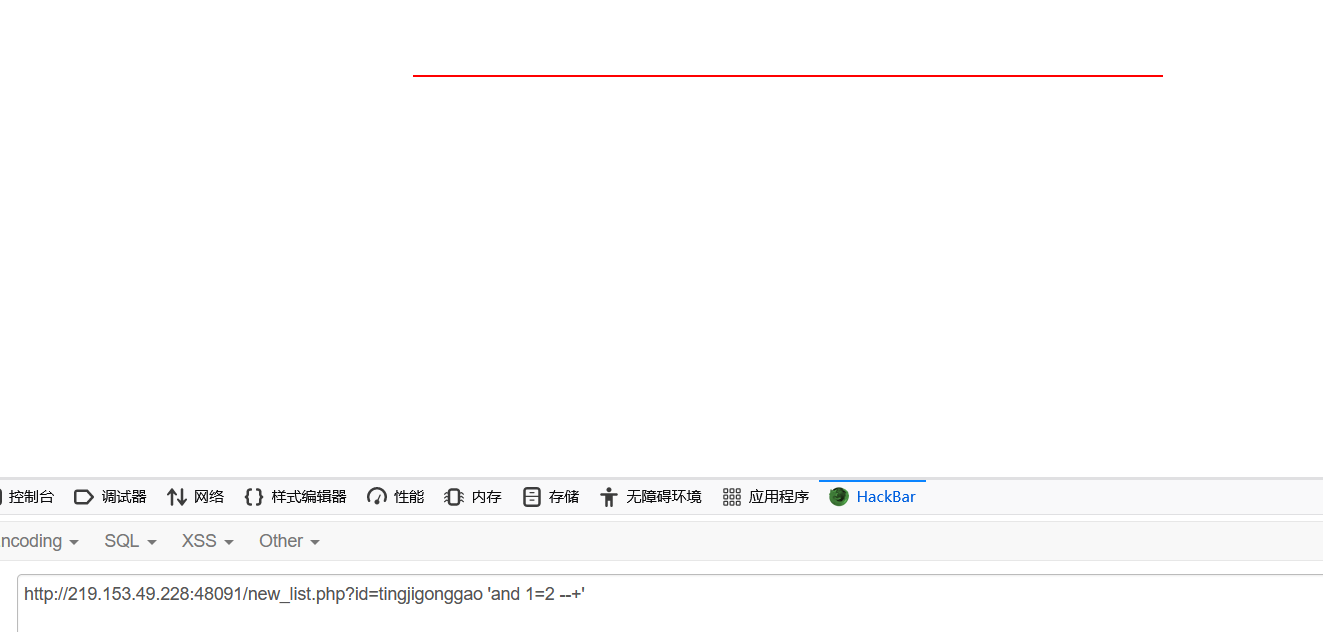 控制台 调试器 网络 样式编辑器 性能 内存 存储 无障碍环境 应用程序 HackBar
ncoding SQL XSS Other
http://219.153.49.228:48091/new_list.php?id=tingjigonggao 'and 1=2 --+'